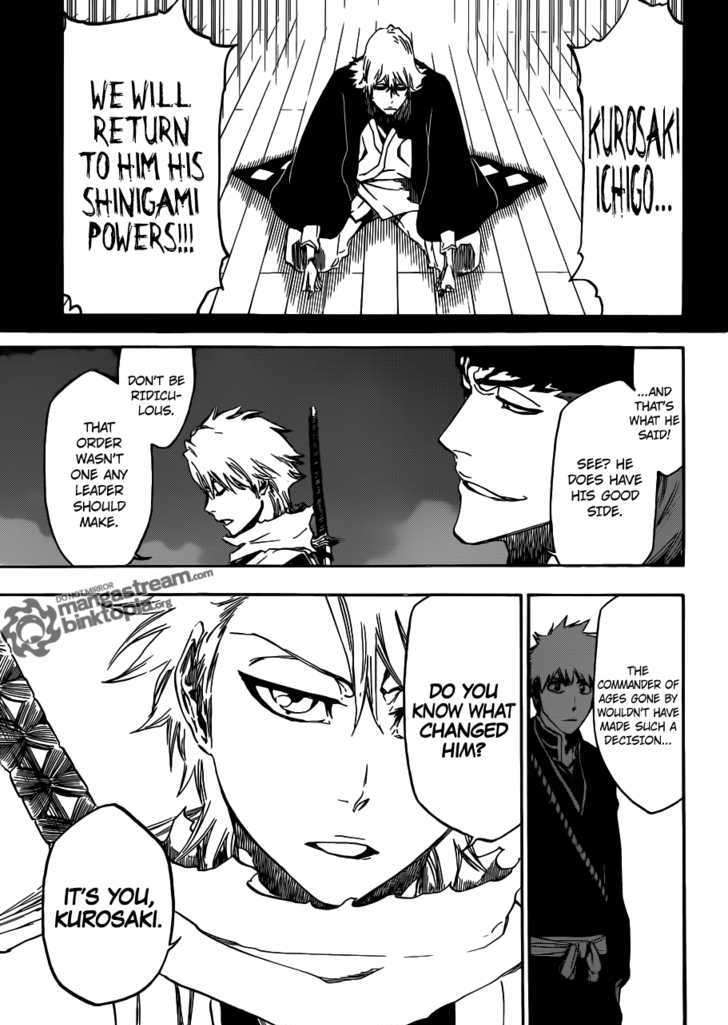 KUROSAKI
ICHIGO...
WE WILL
RETURN
TO HIM HIS
SHINIGAMI
POWERS!!!
...AND
THAT'S
WHAT HE
SAID!
SEE? HE
DOES HAVE
HIS GOOD
SIDE.
DON'T BE
RIDICU-
LOUS.
THAT
ORDER
WASN'T
ONE ANY
LEADER
SHOULD
MAKE.
THE
COMMANDER OF
AGES GONE BY
WOULDN'T HAVE
MADE SUCH A
DECISION...
DO YOU
KNOW WHAT
CHANGED
HIM?
IT'S YOU,
KUROSAKI.
DO NOT MIRROR
mangastream.com
binktopia.org